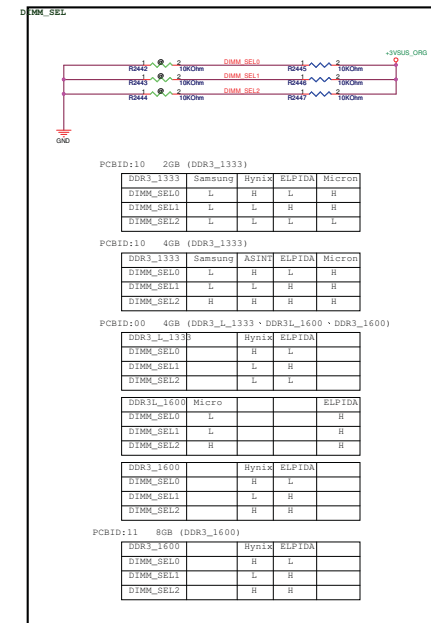 DIMM_SEL
+3VSUS_ORG
1 @ 2 DIMM_SEL0 1 2
R2442 10KOhm R2445 10KOhm
1 @ 2 DIMM_SEL1 1 2
R2443 10KOhm R2446 10KOhm
1 @ 2 DIMM_SEL2 1 2
R2444 10KOhm R2447 10KOhm
GND
PCBID:10 2GB (DDR3_1333)
DDR3_1333 Samsung Hynix ELPIDA Micron
DIMM_SEL0 L H L H
DIMM_SEL1 L L H H
DIMM_SEL2 L L L L
PCBID:10 4GB (DDR3_1333)
DDR3_1333 Samsung ASINT ELPIDA Micron
DIMM_SEL0 L H L H
DIMM_SEL1 L L H H
DIMM_SEL2 H H H H
PCBID:00 4GB (DDR3_L_1333、DDR3L_1600、DDR3_1600)
DDR3_L_1333 Hynix ELPIDA
DIMM_SEL0 H L
DIMM_SEL1 L H
DIMM_SEL2 L L
DDR3L_1600 Micro ELPIDA
DIMM_SEL0 L H
DIMM_SEL1 L H
DIMM_SEL2 H H
DDR3_1600 Hynix ELPIDA
DIMM_SEL0 H L
DIMM_SEL1 L H
DIMM_SEL2 H H
PCBID:11 8GB (DDR3_1600)
DDR3_1600 Hynix ELPIDA
DIMM_SEL0 H L
DIMM_SEL1 L H
DIMM_SEL2 H H